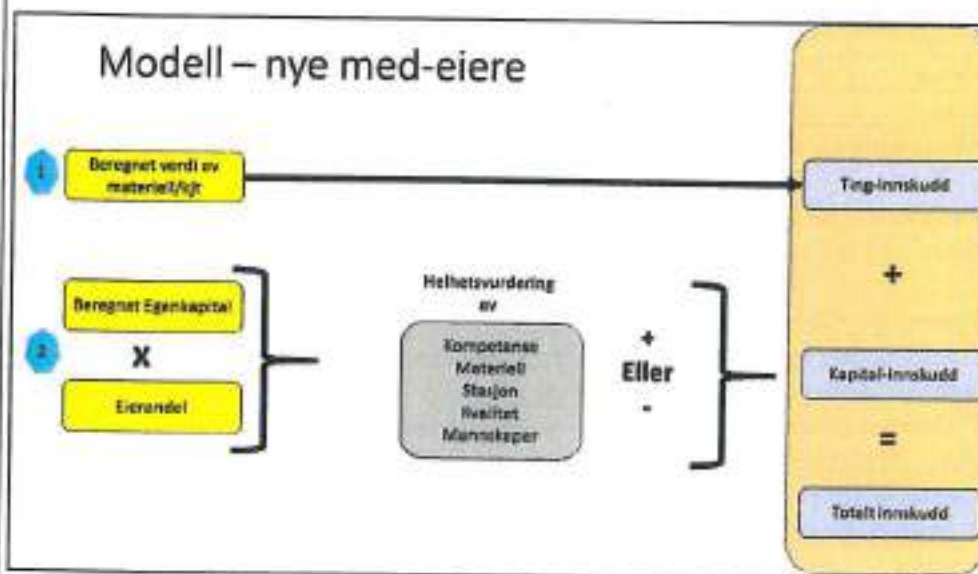 Modell – nye med-eiere
1
Beregnet verdi av
materiell/kjt
Ting-innskudd
+
2
Beregnet Egenkapital
X
Eierandel
Helhetsvurdering
av
Kompetanse
Materiell
Stasjon
Kvalitet
Mannskaper
+
Eller
-
Kapital-innskudd
=
Totalt innskudd